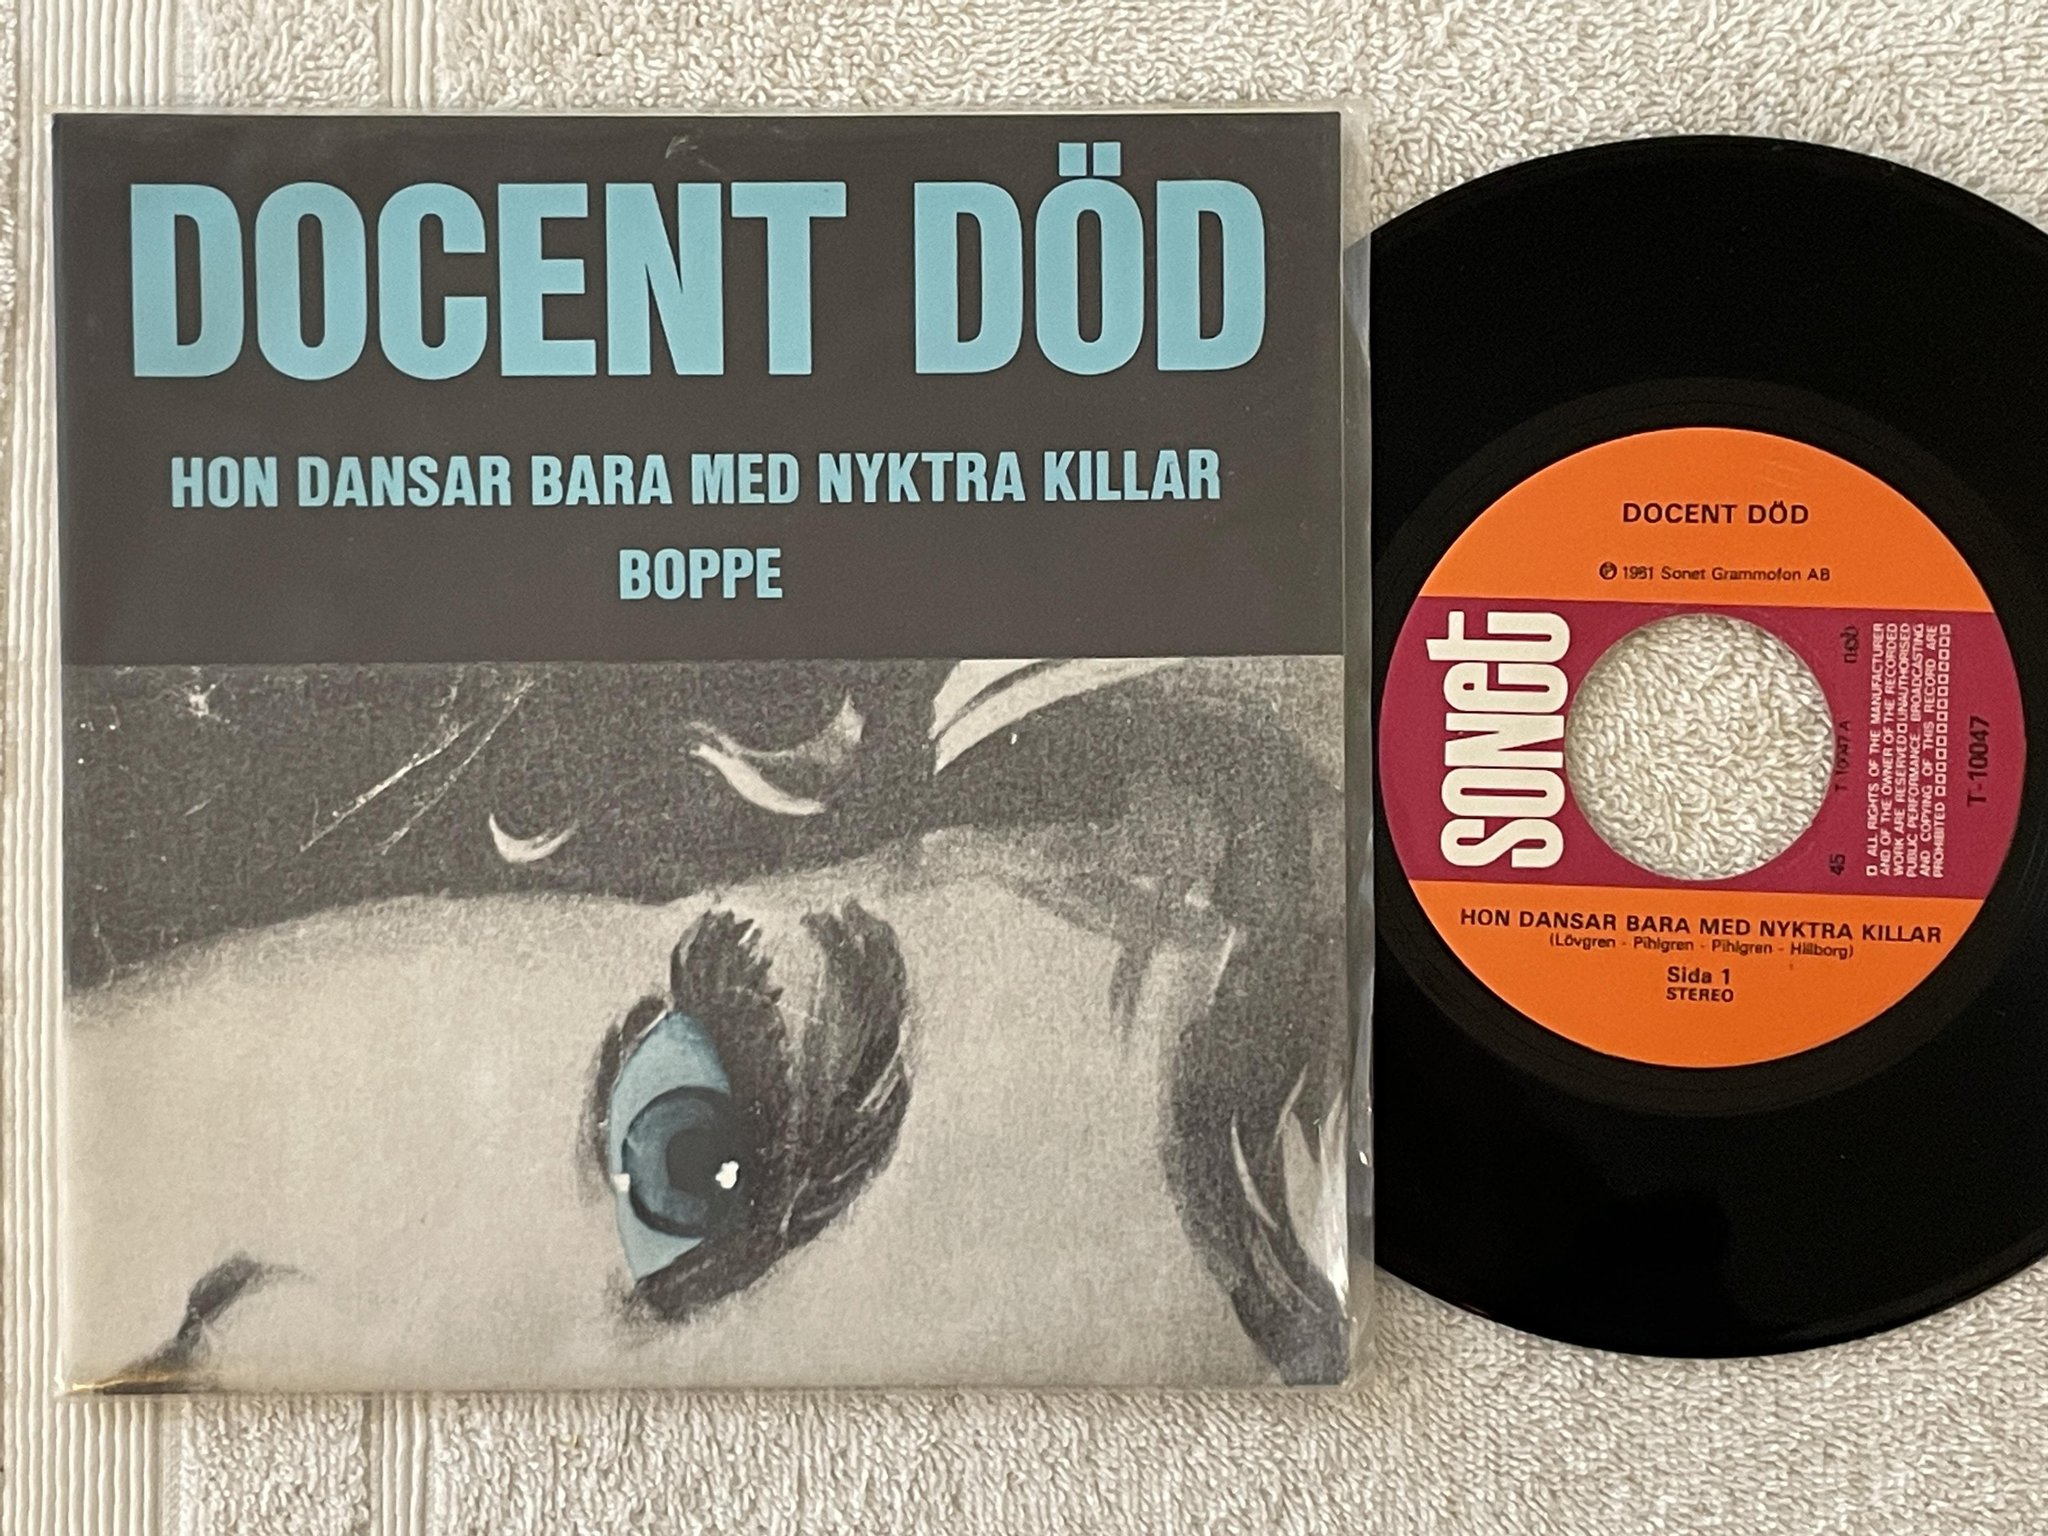 DOCENT DÖD
HON DANSAR BARA MED NYKTRA KILLAR
BOPPE
DOCENT DÖD
℗ 1981 Sonet Grammofon AB
sonet
45
T 10047 A
ncb
□ ALL RIGHTS OF THE MANUFACTURER
AND OF THE OWNER OF THE RECORDED
WORK ARE RESERVED □ UNAUTHORISED
PUBLIC PERFORMANCE BROADCASTING
AND COPYING OF THIS RECORD ARE
PROHIBITED □□□□□□□□□□□□□□
T-10047
HON DANSAR BARA MED NYKTRA KILLAR
(Lövgren - Pihlgren - Pihlgren - Hillborg)
Sida 1
STEREO